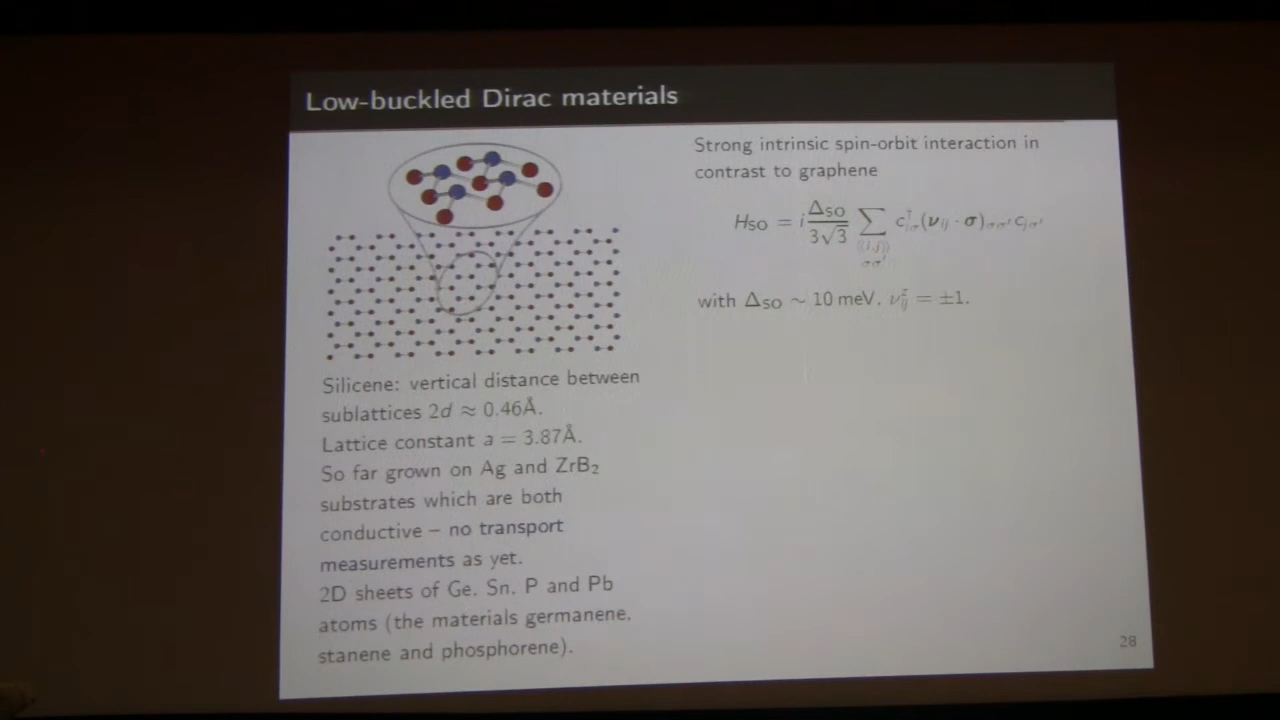 Low-buckled Dirac materials
Strong intrinsic spin-orbit interaction in
contrast to graphene
H_SO = i Δ_SO/3√3 ∑_⟨⟨i,j⟩⟩σσ′ c†_iσ(ν_ij · σ)_σσ′ c_jσ′
with Δ_SO ∼ 10 meV, ν^z_ij = ±1.
Silicene: vertical distance between
sublattices 2d ≈ 0.46Å.
Lattice constant a = 3.87Å.
So far grown on Ag and ZrB₂
substrates which are both
conductive – no transport
measurements as yet.
2D sheets of Ge, Sn, P and Pb
atoms (the materials germanene,
stanene and phosphorene).
28